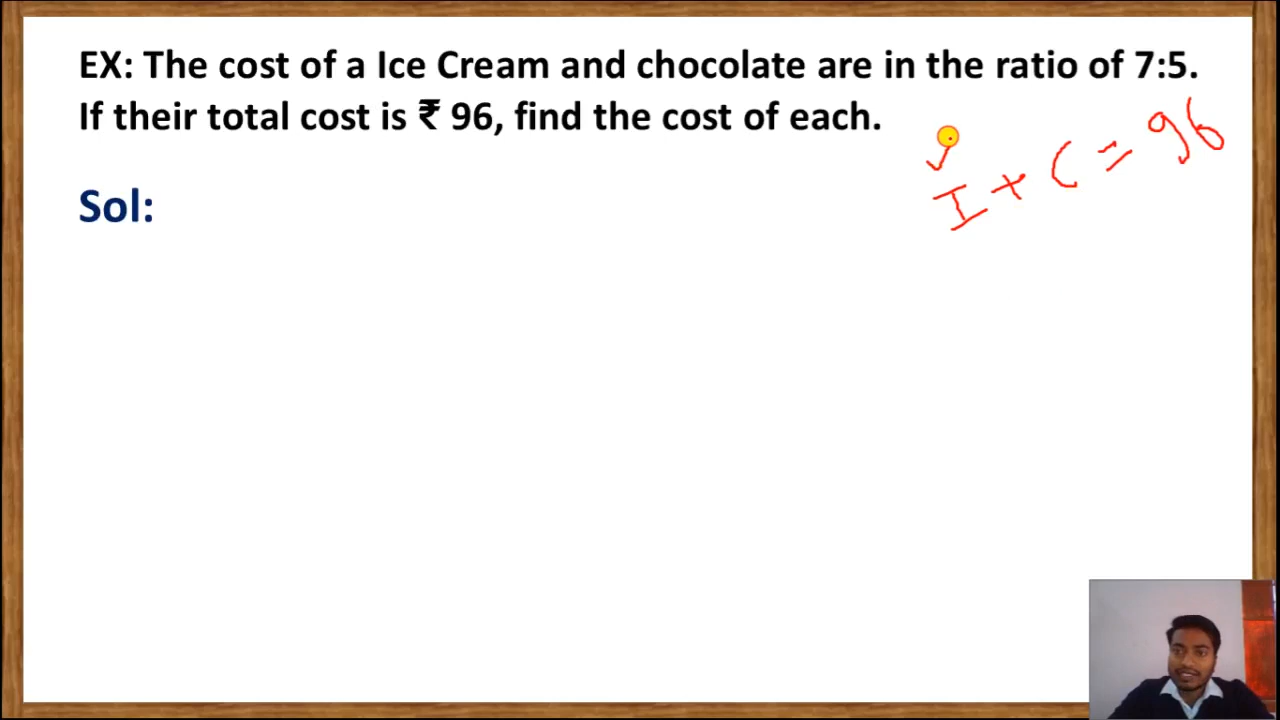 EX: The cost of a Ice Cream and chocolate are in the ratio of 7:5.
If their total cost is ₹ 96, find the cost of each.
I + C = 96
Sol: